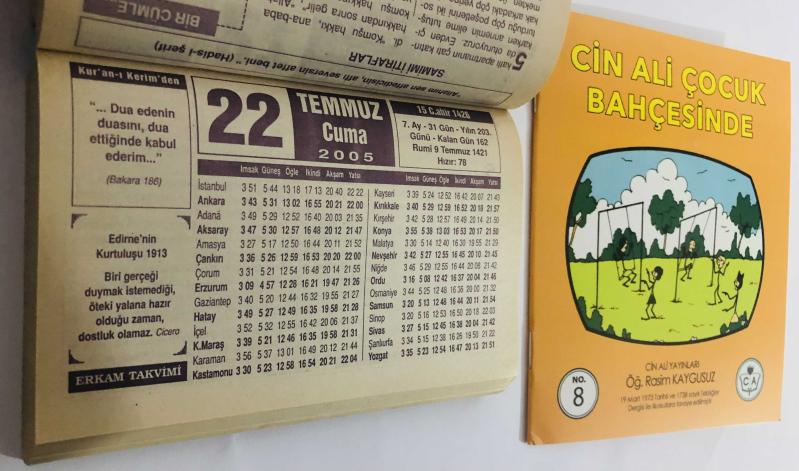 BİR CÜMLE...
SAMİMİ İTİRAFLAR
"Allahım sen affedicisin, affı seversin affet beni." (Hadis-i şerif)
Kur'an-ı Kerim'den
"... Dua edenin
duasını, dua
ettiğinde kabul
ederim..."
(Bakara 186)
Edirne'nin
Kurtuluşu 1913
Biri gerçeği
duymak istemediği,
öteki yalana hazır
olduğu zaman,
dostluk olamaz. Cicero
ERKAM TAKVİMİ
22
TEMMUZ
Cuma
2005
15 C.ahir 1426
7. Ay - 31 Gün - Yılın 203.
Günü - Kalan Gün 162
Rumi 9 Temmuz 1421
Hızır: 78
İmsak Güneş Öğle İkindi Akşam Yatsı
İstanbul 3 51 5 44 13 18 17 13 20 40 22 22
Ankara 3 43 5 31 13 02 16 55 20 21 22 00
Adana 3 49 5 29 12 52 16 40 20 03 21 35
Aksaray 3 47 5 30 12 57 16 48 20 12 21 47
Amasya 3 27 5 17 12 50 16 44 20 11 21 52
Çankırı 3 36 5 26 12 59 16 53 20 20 22 00
Çorum 3 31 5 21 12 54 16 48 20 14 21 55
Erzurum 3 09 4 57 12 28 16 21 19 47 21 26
Gaziantep 3 40 5 20 12 44 16 32 19 55 21 27
Hatay 3 49 5 27 12 49 16 35 19 58 21 28
İçel 3 52 5 32 12 55 16 42 20 06 21 37
K.Maraş 3 39 5 21 12 46 16 35 19 58 21 31
Karaman 3 56 5 37 13 01 16 49 20 12 21 44
Kastamonu 3 30 5 23 12 58 16 54 20 21 22 04
İmsak Güneş Öğle İkindi Akşam Yatsı
Kayseri 3 39 5 24 12 52 16 42 20 07 21 43
Kırıkkale 3 40 5 29 12 59 16 52 20 18 21 57
Kırşehir 3 42 5 28 12 57 16 49 20 14 21 50
Konya 3 55 5 38 13 03 16 53 20 17 21 50
Malatya 3 30 5 14 12 40 16 30 19 55 21 29
Nevşehir 3 42 5 27 12 55 16 45 20 10 21 45
Niğde 3 46 5 29 12 55 16 44 20 08 21 42
Ordu 3 16 5 08 12 42 16 37 20 04 21 46
Osmaniye 3 44 5 25 12 48 16 36 20 00
Samsun 3 20 5 13 12 48 16 44 20 11 21 54
Sinop 3 20 5 16 12 53 16 50 20 18
Sivas 3 27 5 15 12 45 16 38 20 04 21 42
Şanlıurfa 3 34 5 15 12 38 16 26 19 50 21 22
Yozgat 3 35 5 23 12 54 16 47 20 13 21 51
CİN ALİ ÇOCUK
BAHÇESİNDE
CİN ALİ YAYINLARI
Öğ. Rasim KAYGUSUZ
19 Mart 1973 Tarihli ve 1738 sayılı Tebliğler
Dergisi ile ilkokullara tavsiye edilmiştir
NO.
8
C A